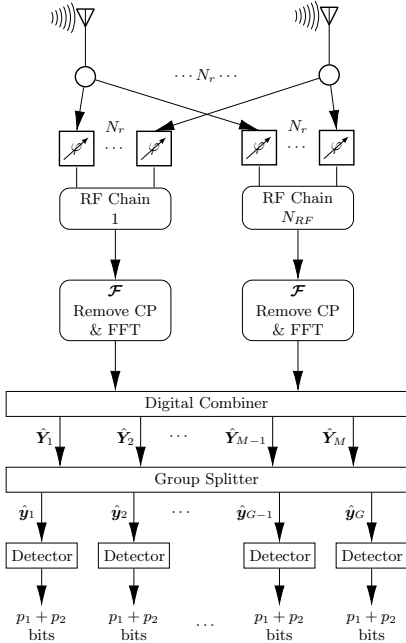 ··· N_r ···
N_r N_r
φ ··· φ φ ··· φ
RF Chain RF Chain
1 N_{RF}
𝓕 𝓕
Remove CP Remove CP
& FFT & FFT
Digital Combiner
Ŷ_1 Ŷ_2 ··· Ŷ_{M−1} Ŷ_M
Group Splitter
ŷ_1 ŷ_2 ··· ŷ_{G−1} ŷ_G
Detector Detector Detector Detector
p_1 + p_2 p_1 + p_2 ··· p_1 + p_2 p_1 + p_2
bits bits bits bits